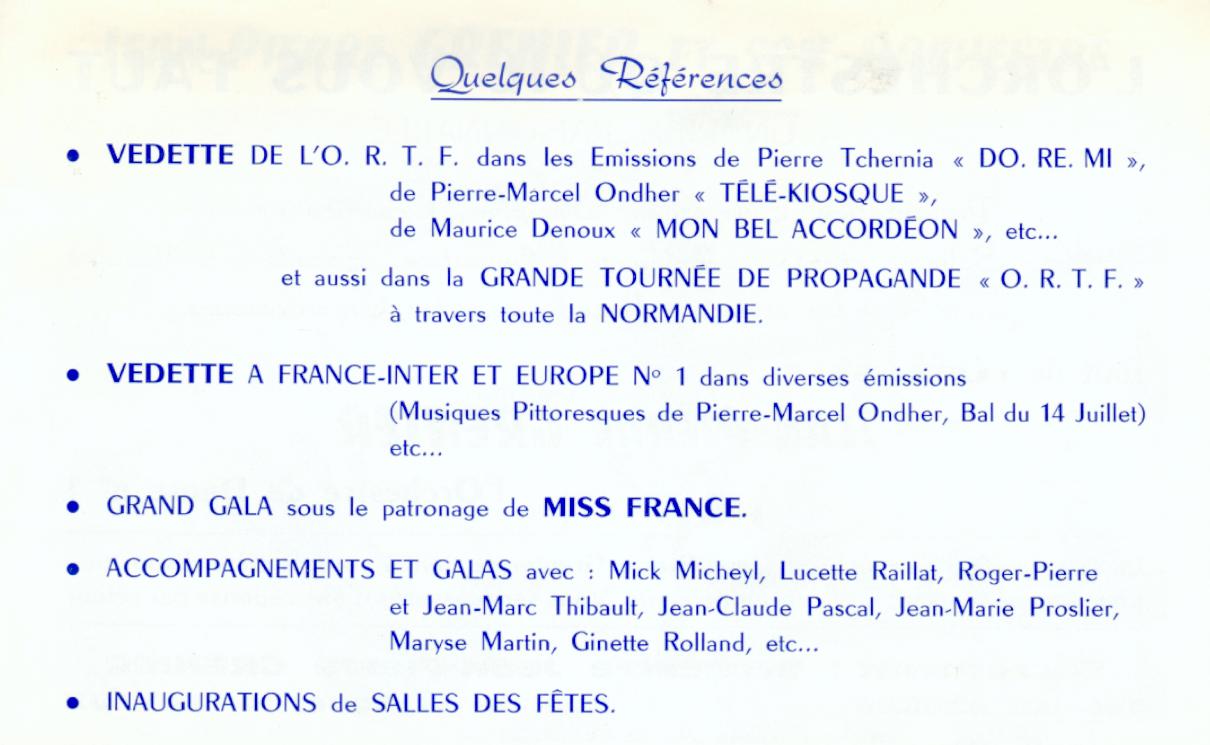 Quelques Références
• VEDETTE DE L'O. R. T. F. dans les Emissions de Pierre Tchernia « DO. RE. MI »,
de Pierre-Marcel Ondher « TÉLÉ-KIOSQUE »,
de Maurice Denoux « MON BEL ACCORDÉON », etc...
et aussi dans la GRANDE TOURNÉE DE PROPAGANDE « O. R. T. F. »
à travers toute la NORMANDIE.
• VEDETTE A FRANCE-INTER ET EUROPE Nº 1 dans diverses émissions
(Musiques Pittoresques de Pierre-Marcel Ondher, Bal du 14 Juillet)
etc...
• GRAND GALA sous le patronage de MISS FRANCE.
• ACCOMPAGNEMENTS ET GALAS avec : Mick Micheyl, Lucette Raillat, Roger-Pierre
et Jean-Marc Thibault, Jean-Claude Pascal, Jean-Marie Proslier,
Maryse Martin, Ginette Rolland, etc...
• INAUGURATIONS de SALLES DES FÊTES.